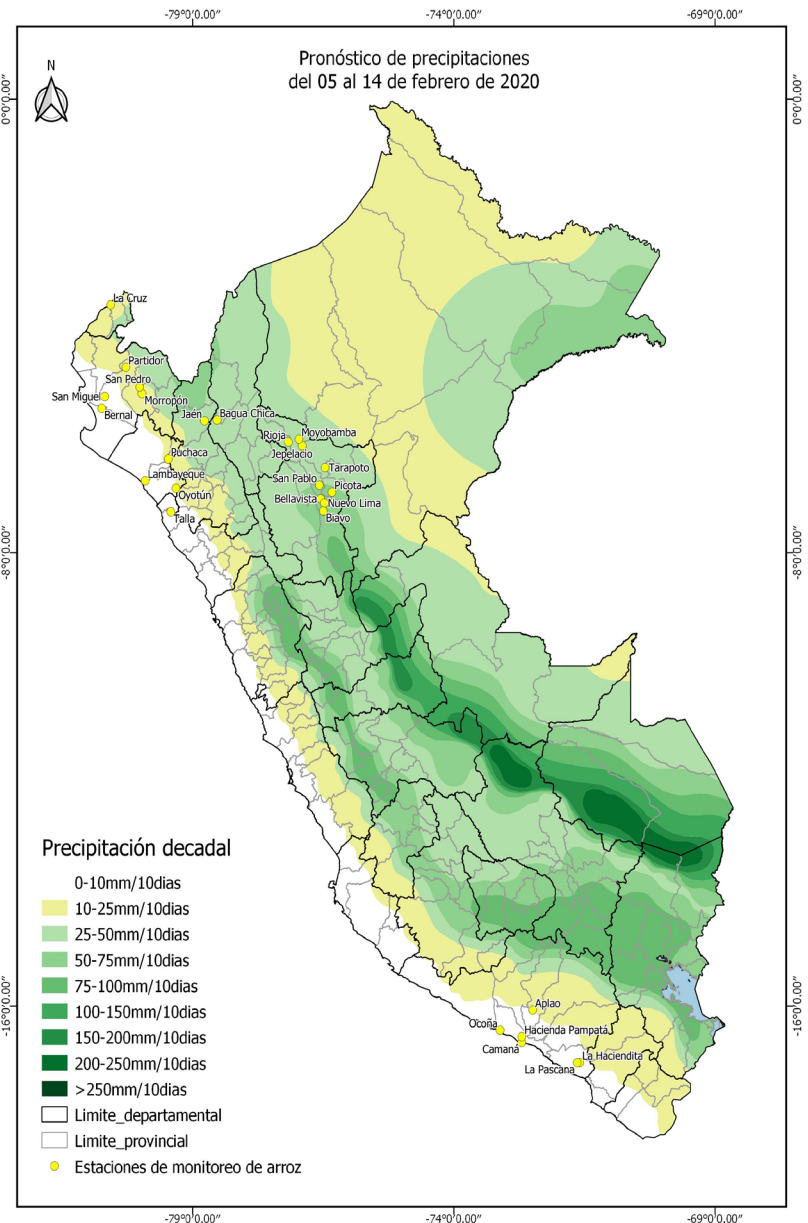 -79°0'0.00"
-74°0'0.00"
-69°0'0.00"
Pronóstico de precipitaciones
del 05 al 14 de febrero de 2020
N
0°0'0.00"
0°0'0.00"
La Cruz
Partidor
San Pedro
San Miguel
Morropón
Bernal
Jaén
Bagua Chica
Rioja
Moyobamba
Jepelacio
Puchaca
Tarapoto
Lambayeque
San Pablo
Picota
Oyotún
Bellavista
Nuevo Lima
Talla
Biavo
-8°0'0.00"
-8°0'0.00"
Precipitación decadal
0-10mm/10dias
10-25mm/10dias
25-50mm/10dias
50-75mm/10dias
75-100mm/10dias
100-150mm/10dias
150-200mm/10dias
200-250mm/10dias
>250mm/10dias
Limite_departamental
Limite_provincial
Estaciones de monitoreo de arroz
Aplao
Ocoña
Hacienda Pampatá
Camaná
La Haciendita
La Pascana
-16°0'0.00"
-16°0'0.00"
-79°0'0.00"
-74°0'0.00"
-69°0'0.00"